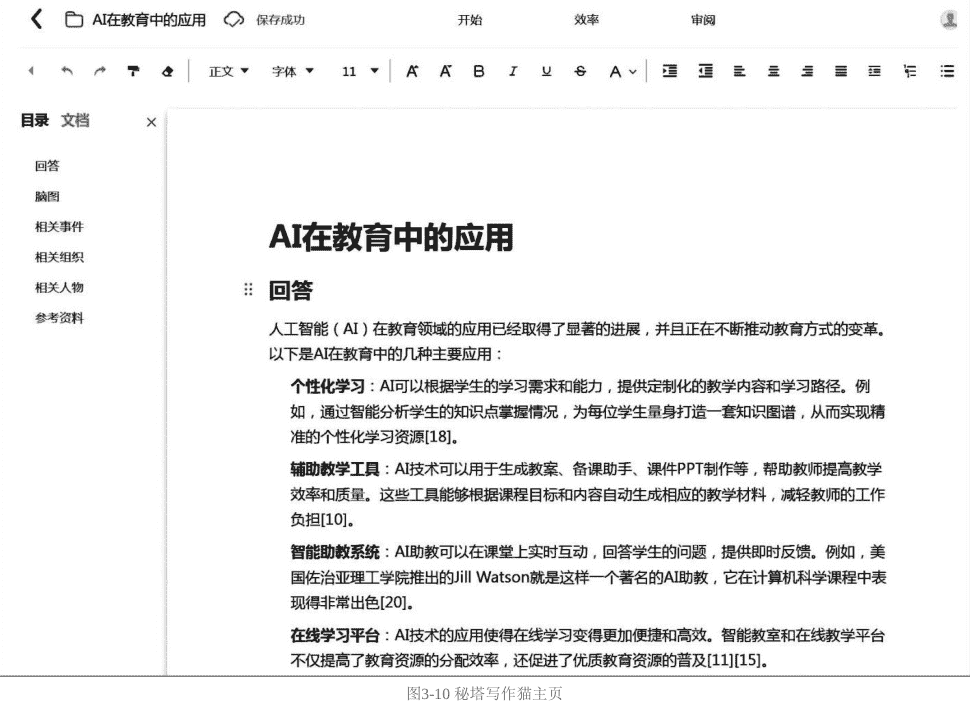 AI在教育中的应用 保存成功 开始 效率 审阅
正文 字体 11 A A B I U S A
目录 文档
回答
脑图
相关事件
相关组织
相关人物
参考资料
AI在教育中的应用
回答
人工智能（AI）在教育领域的应用已经取得了显著的进展，并且正在不断推动教育方式的变革。
以下是AI在教育中的几种主要应用：
个性化学习：AI可以根据学生的学习需求和能力，提供定制化的教学内容和学习路径。例
如，通过智能分析学生的知识点掌握情况，为每位学生量身打造一套知识图谱，从而实现精
准的个性化学习资源[18]。
辅助教学工具：AI技术可以用于生成教案、备课助手、课件PPT制作等，帮助教师提高教学
效率和质量。这些工具能够根据课程目标和内容自动生成相应的教学材料，减轻教师的工作
负担[10]。
智能助教系统：AI助教可以在课堂上实时互动，回答学生的问题，提供即时反馈。例如，美
国佐治亚理工学院推出的Jill Watson就是这样一个著名的AI助教，它在计算机科学课程中表
现得非常出色[20]。
在线学习平台：AI技术的应用使得在线学习变得更加便捷和高效。智能教室和在线教学平台
不仅提高了教育资源的分配效率，还促进了优质教育资源的普及[11][15]。
图3-10 秘塔写作猫主页